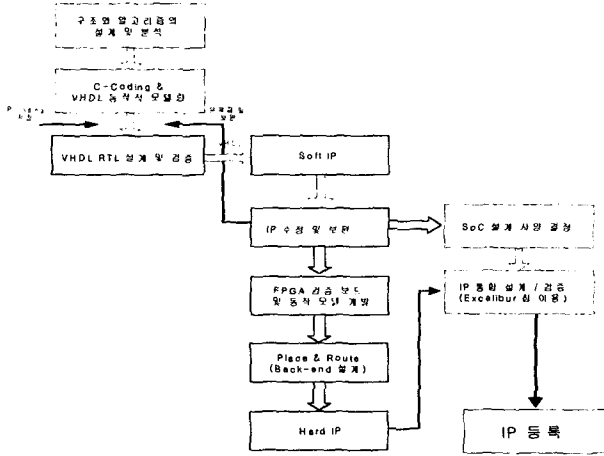 구조와 알고리즘의
설계 및 분석
C-Coding &
VHDL 동작적 모델링
VHDL RTL 설계 및 검증
Soft IP
IP 수정 및 보완
SoC 설계 사양 결정
FPGA 검증 보드
및 동작 모델 개발
IP 통합 설계 / 검증
(Excalibur 칩 이용)
Place & Route
(Back-end 설계)
Hard IP
IP 등록